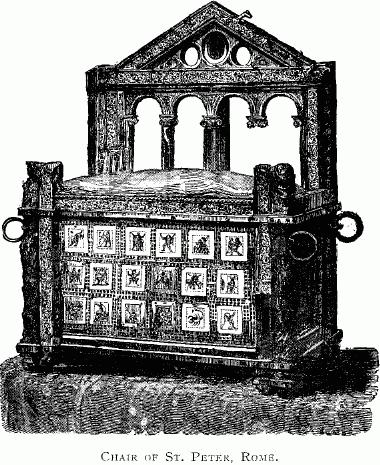 Chair of St. Peter, Rome.